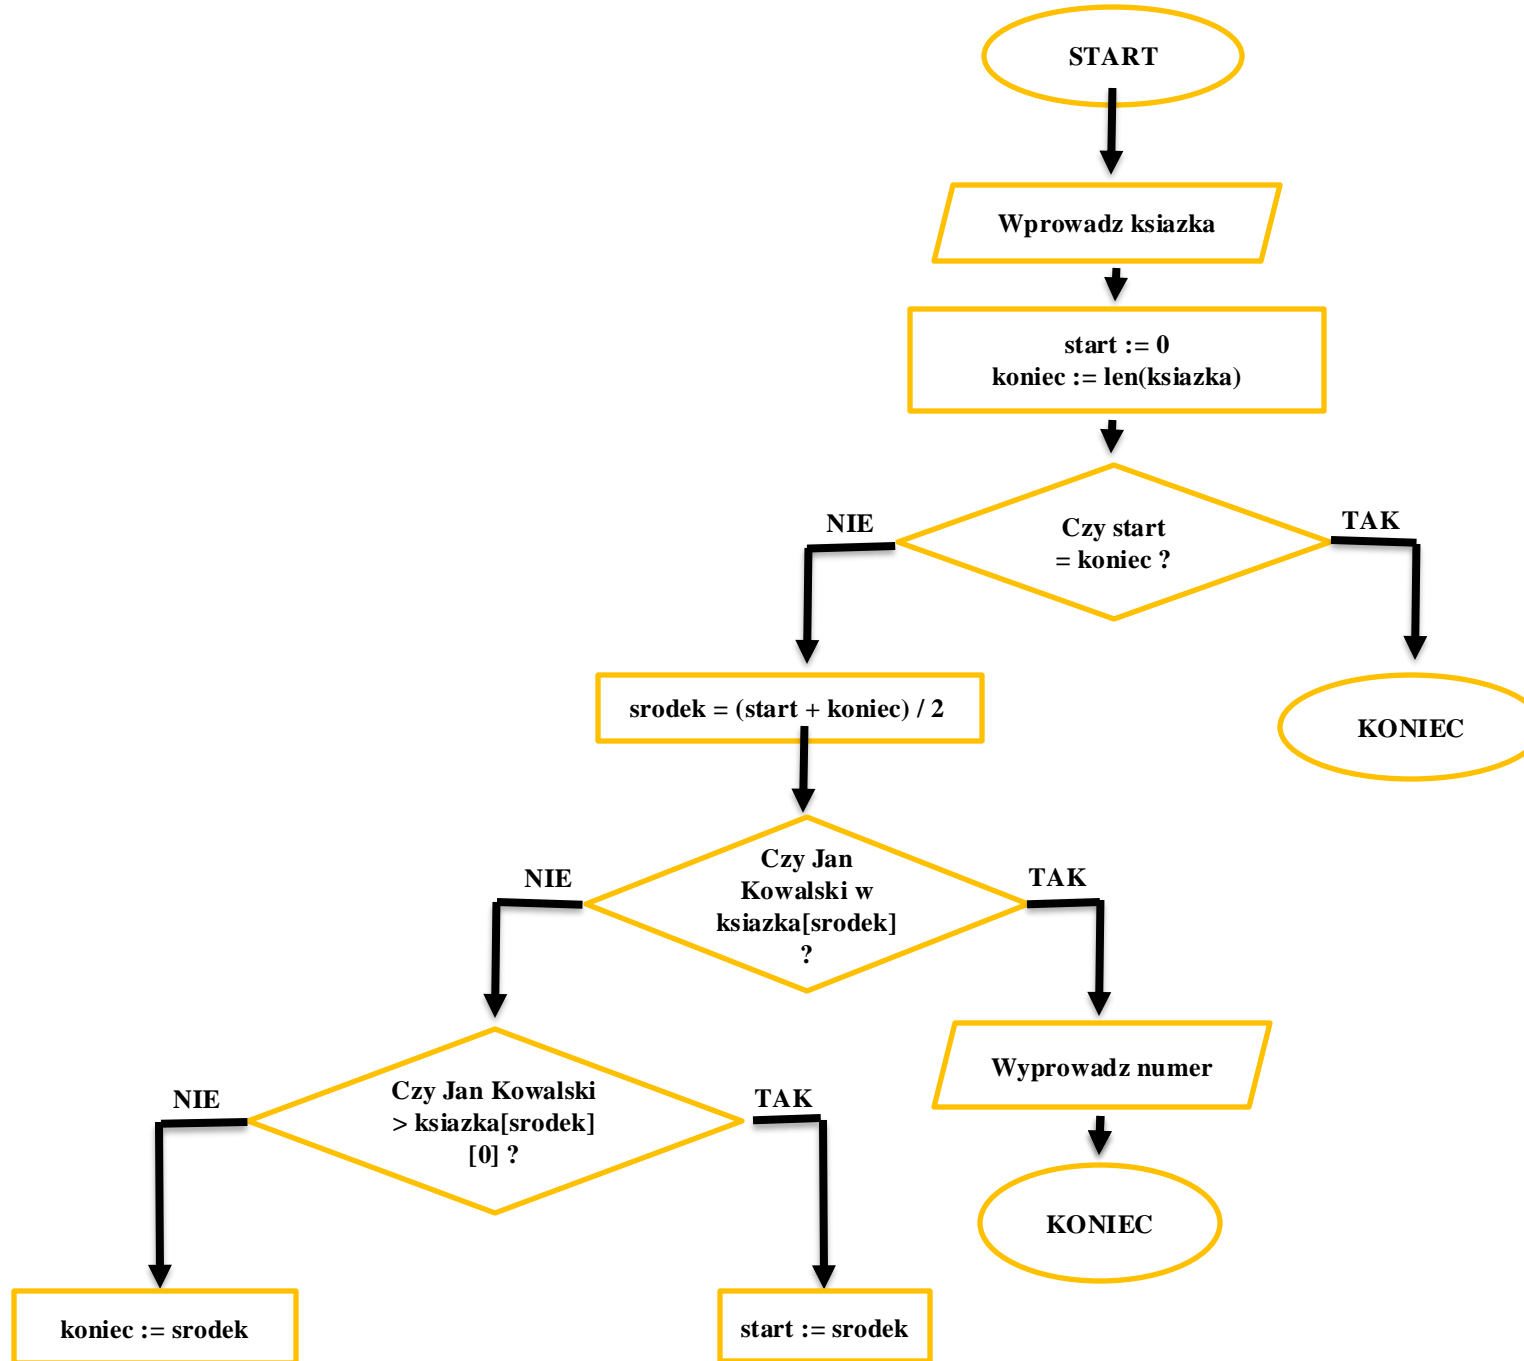 START
Wprowadz ksiazka
start := 0
koniec := len(ksiazka)
Czy start
= koniec ?
NIE
TAK
srodek = (start + koniec) / 2
KONIEC
Czy Jan
Kowalski w
ksiazka[srodek]
?
NIE
TAK
Czy Jan Kowalski
> ksiazka[srodek]
[0] ?
NIE
TAK
Wyprowadz numer
KONIEC
koniec := srodek
start := srodek